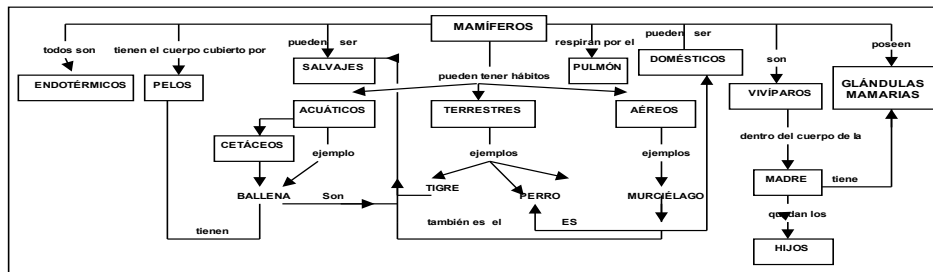 MAMÍFEROS
todos son
tienen el cuerpo cubierto por
pueden ser
respiran por el
pueden ser
son
poseen
ENDOTÉRMICOS
PELOS
SALVAJES
pueden tener hábitos
PULMÓN
DOMÉSTICOS
VIVÍPAROS
GLÁNDULAS
MAMARIAS
ACUÁTICOS
TERRESTRES
AÉREOS
CETÁCEOS
ejemplo
ejemplos
ejemplos
dentro del cuerpo de la
BALLENA
Son
TIGRE
PERRO
MURCIÉLAGO
MADRE
tiene
tienen
también es el
ES
quedan los
HIJOS